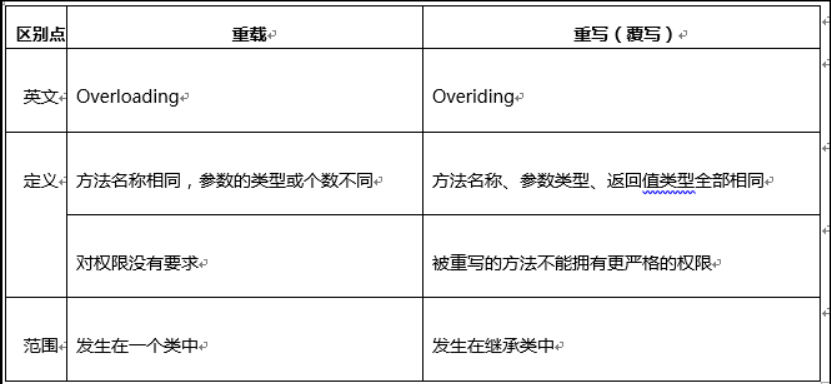 区别点 重载 重写（覆写）
英文 Overloading Overiding
定义 方法名称相同，参数的类型或个数不同 方法名称、参数类型、返回值类型全部相同
对权限没有要求 被重写的方法不能拥有更严格的权限
范围 发生在一个类中 发生在继承类中